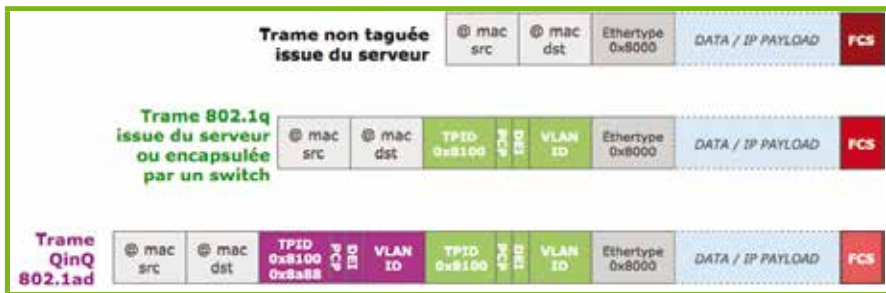 Trame non taguée
issue du serveur
@ mac
src
@ mac
dst
Ethertype
0x8000
DATA / IP PAYLOAD
FCS
Trame 802.1q
issue du serveur
ou encapsulée
par un switch
@ mac
src
@ mac
dst
TPID
0x8100
PCP
DEI
VLAN
ID
Ethertype
0x8000
DATA / IP PAYLOAD
FCS
Trame
QinQ
802.1ad
@ mac
src
@ mac
dst
TPID
0x8100
0x8a88
PCP
DEI
VLAN
ID
TPID
0x8100
PCP
DEI
VLAN
ID
Ethertype
0x8000
DATA / IP PAYLOAD
FCS